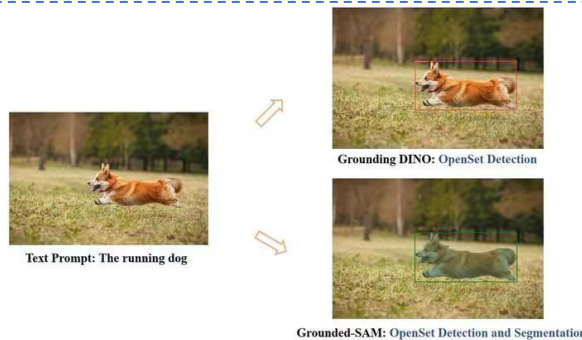 Text Prompt: The running dog
Grounding DINO: OpenSet Detection
Grounded-SAM: OpenSet Detection and Segmentation